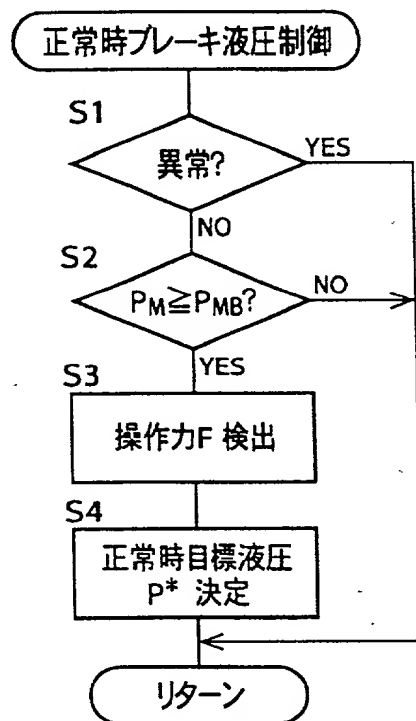 正常時ブレーキ液圧制御
S1
異常?
YES
NO
S2
PM≧PMB?
NO
YES
S3
操作力F 検出
S4
正常時目標液圧
P* 決定
リターン